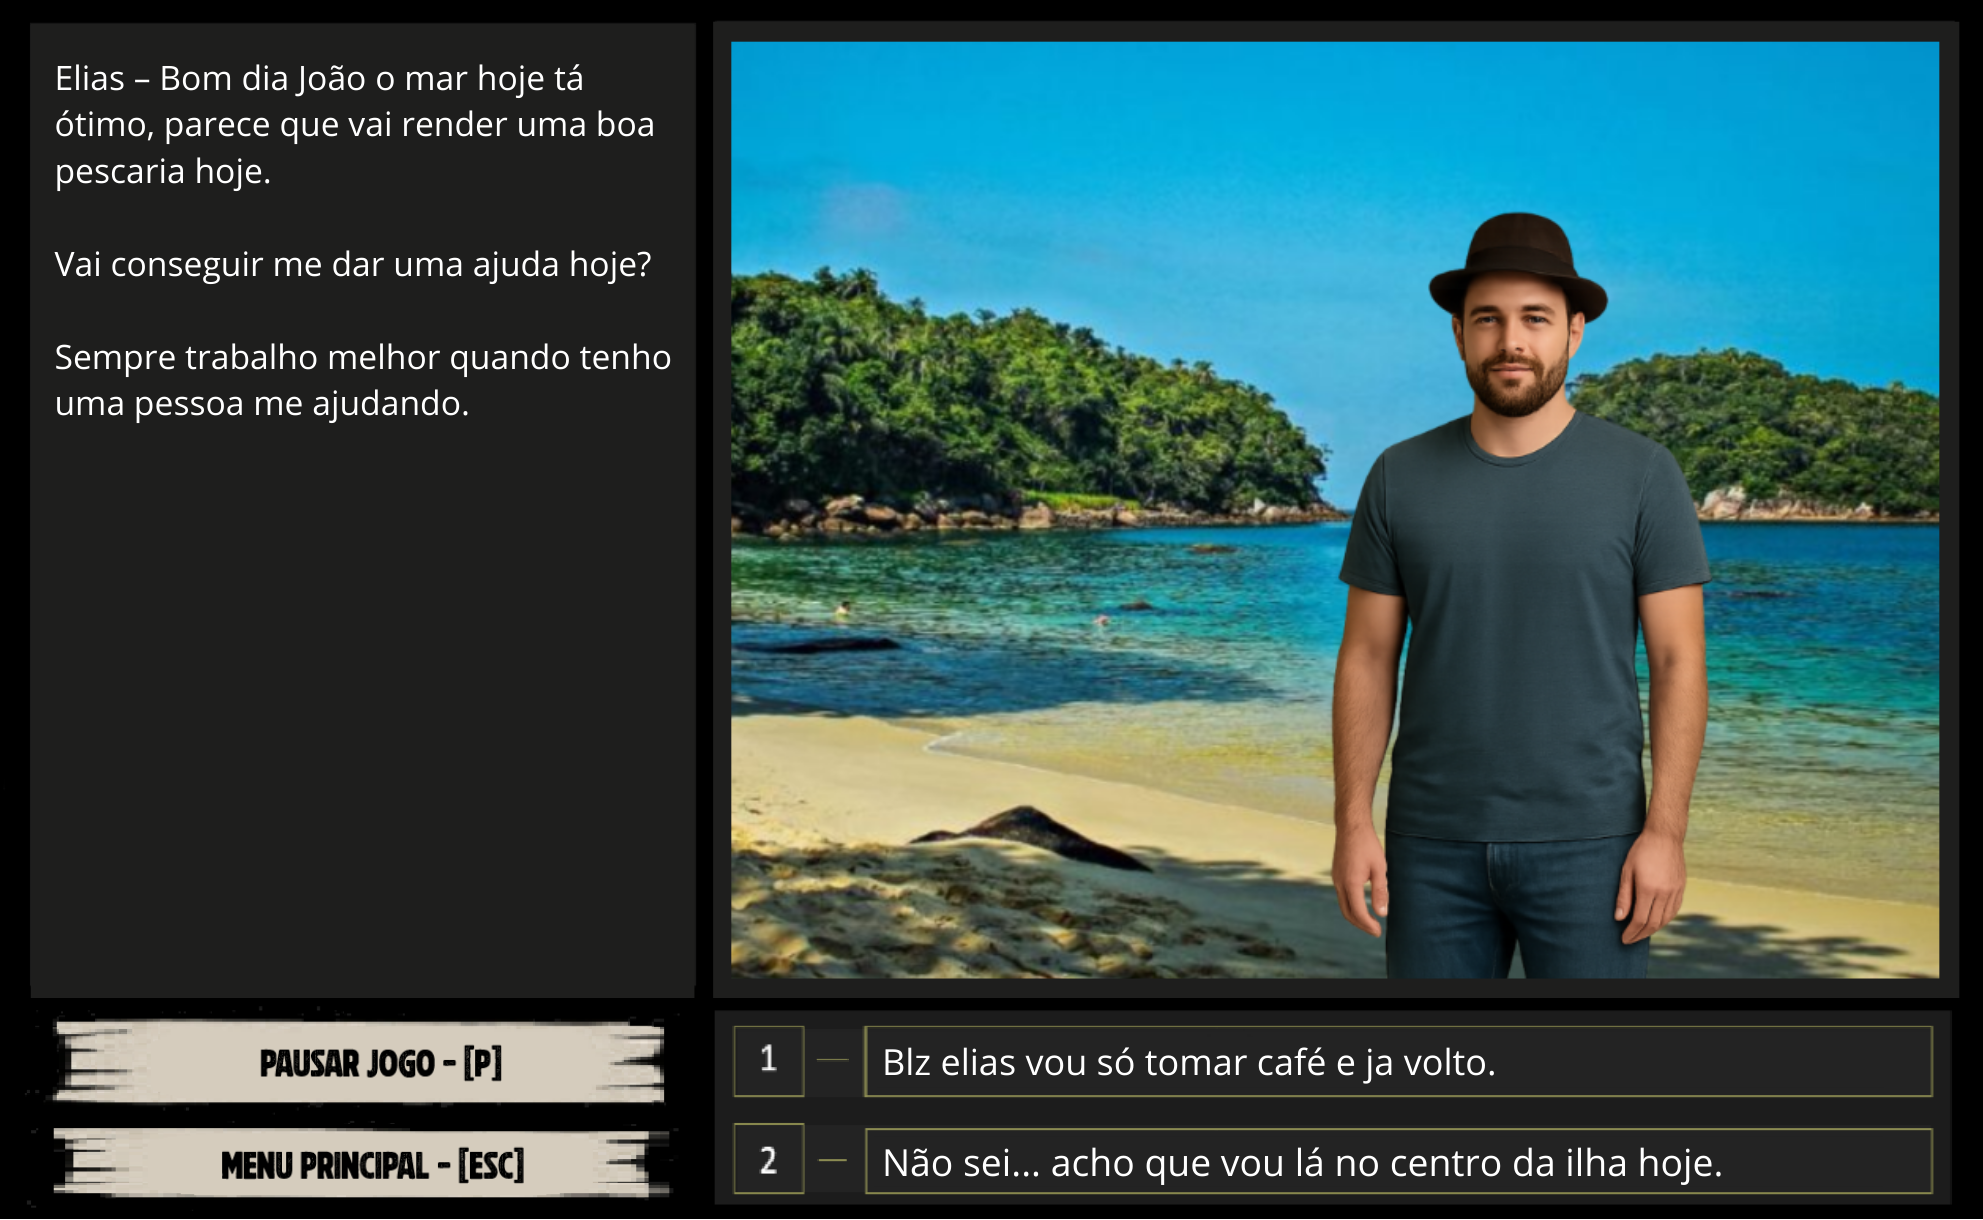 Elias – Bom dia João o mar hoje tá
ótimo, parece que vai render uma boa
pescaria hoje.
Vai conseguir me dar uma ajuda hoje?
Sempre trabalho melhor quando tenho
uma pessoa me ajudando.
PAUSAR JOGO - [P]
MENU PRINCIPAL - [ESC]
1 — Blz elias vou só tomar café e ja volto.
2 — Não sei... acho que vou lá no centro da ilha hoje.